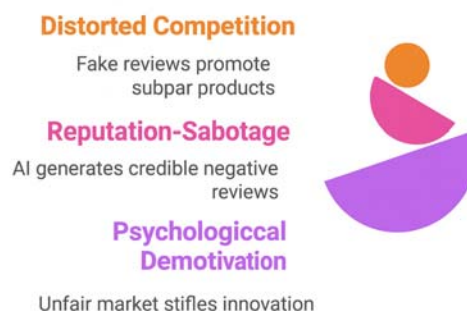 Distorted Competition
Fake reviews promote
subpar products
Reputation-Sabotage
AI generates credible negative
reviews
Psychologiccal
Demotivation
Unfair market stifles innovation